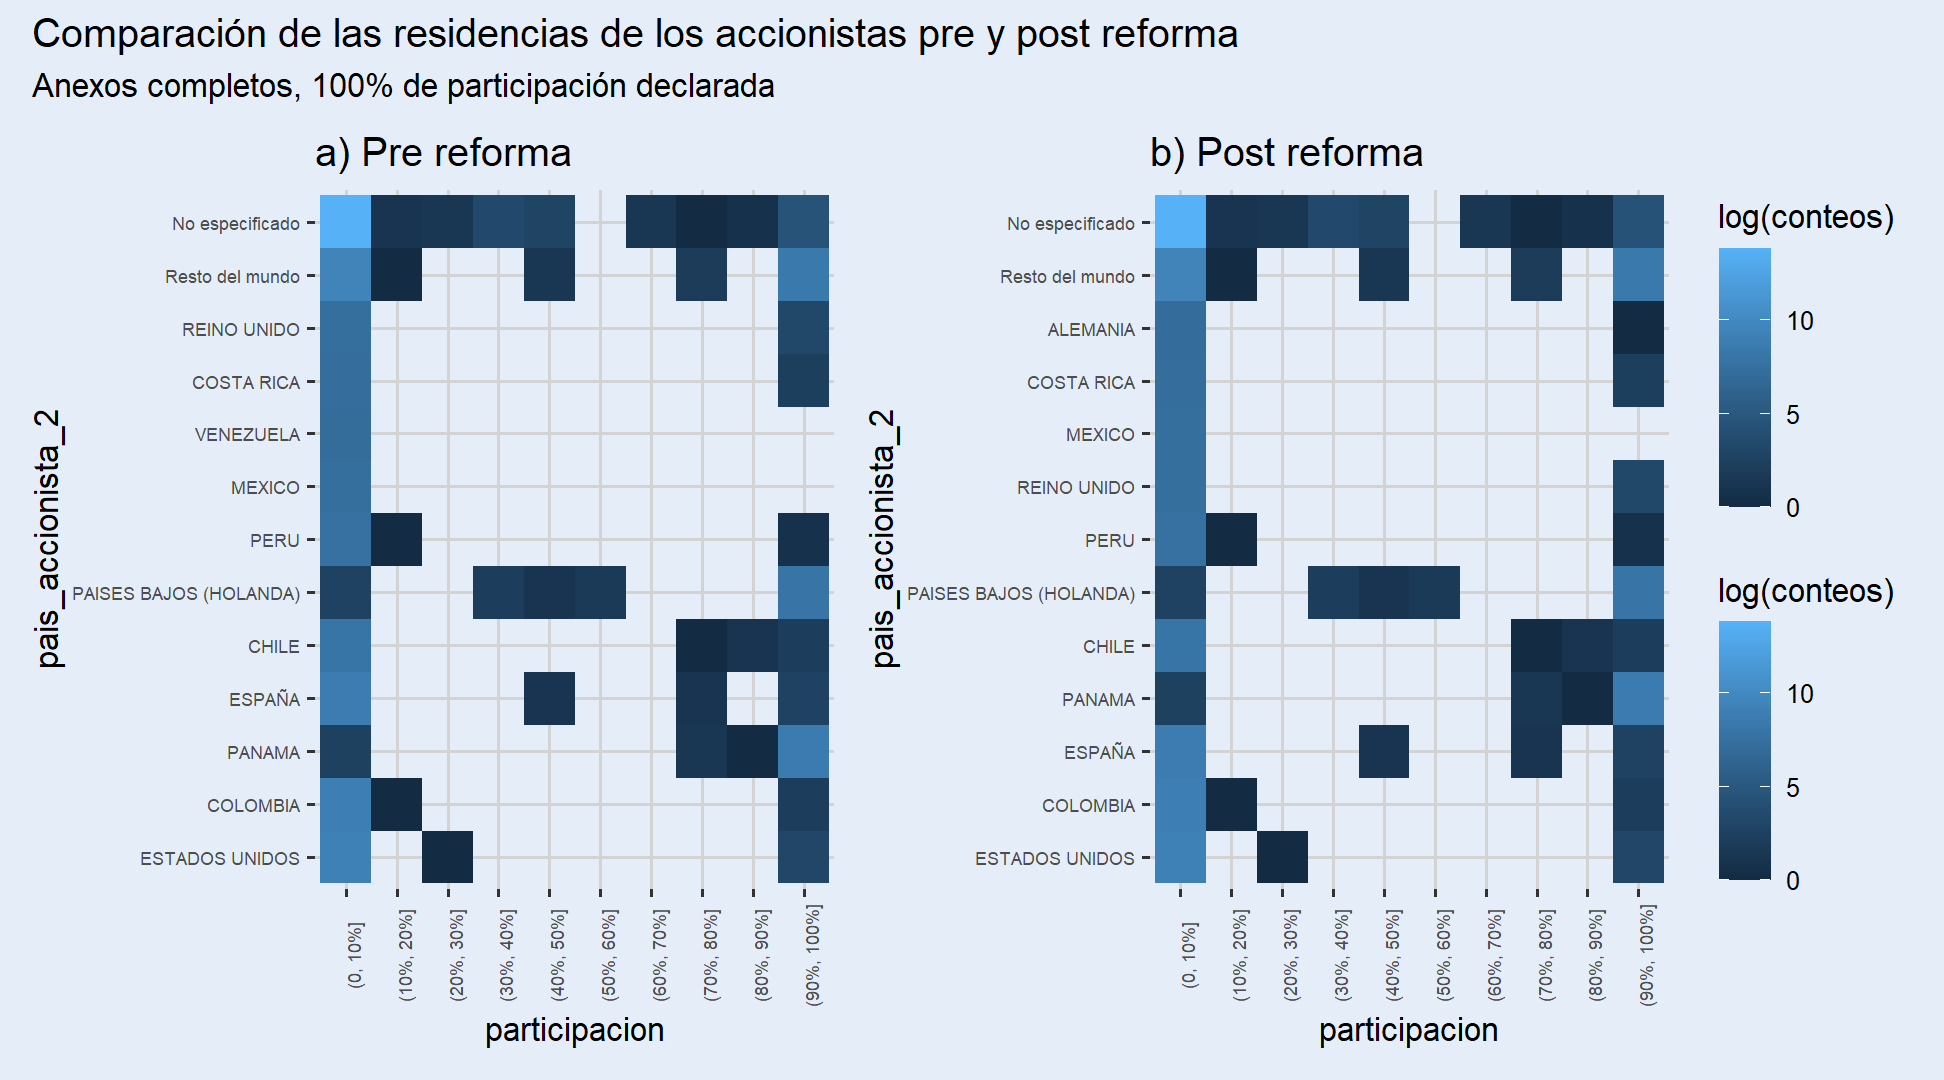 Comparación de las residencias de los accionistas pre y post reforma
Anexos completos, 100% de participación declarada
a) Pre reforma
pais_accionista_2
No especificado
Resto del mundo
REINO UNIDO
COSTA RICA
VENEZUELA
MEXICO
PERU
PAISES BAJOS (HOLANDA)
CHILE
ESPAÑA
PANAMA
COLOMBIA
ESTADOS UNIDOS
(0, 10%]
(10%, 20%]
(20%, 30%]
(30%, 40%]
(40%, 50%]
(50%, 60%]
(60%, 70%]
(70%, 80%]
(80%, 90%]
(90%, 100%]
participacion
b) Post reforma
pais_accionista_2
No especificado
Resto del mundo
ALEMANIA
COSTA RICA
MEXICO
REINO UNIDO
PERU
PAISES BAJOS (HOLANDA)
CHILE
PANAMA
ESPAÑA
COLOMBIA
ESTADOS UNIDOS
(0, 10%]
(10%, 20%]
(20%, 30%]
(30%, 40%]
(40%, 50%]
(50%, 60%]
(60%, 70%]
(70%, 80%]
(80%, 90%]
(90%, 100%]
participacion
log(conteos)
10
5
0
log(conteos)
10
5
0